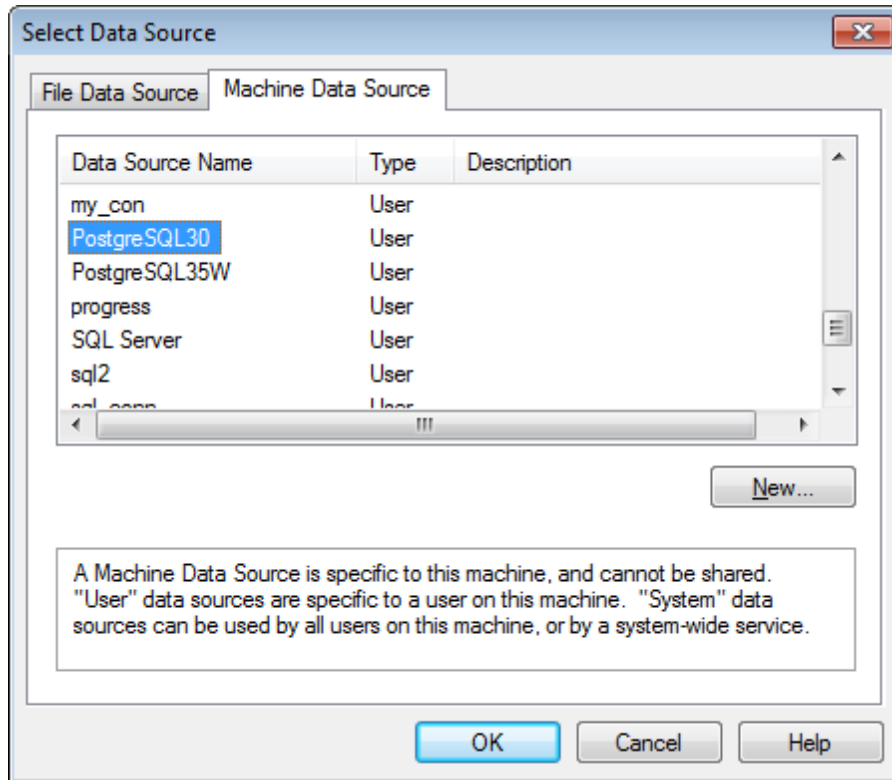 Select Data Source
File Data Source Machine Data Source
Data Source Name Type Description
my_con User
PostgreSQL30 User
PostgreSQL35W User
progress User
SQL Server User
sql2 User
New...
A Machine Data Source is specific to this machine, and cannot be shared.
"User" data sources are specific to a user on this machine. "System" data
sources can be used by all users on this machine, or by a system-wide service.
OK Cancel Help